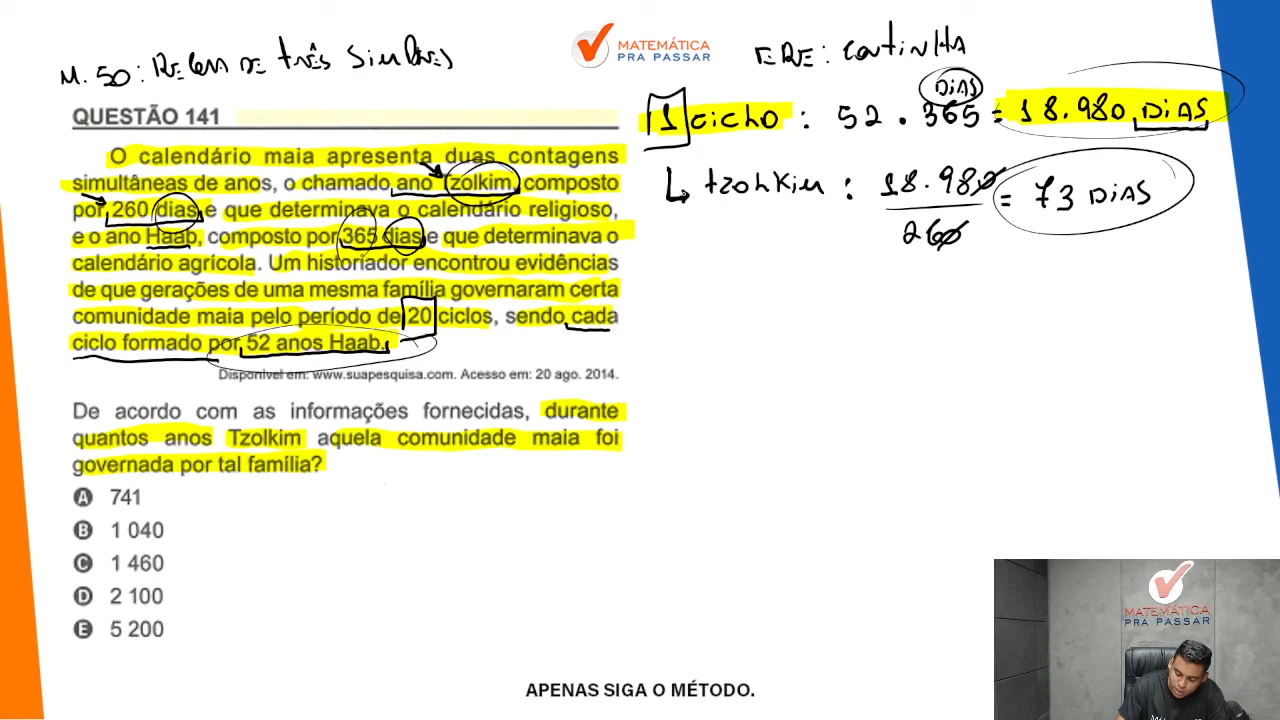 M. 50: REGRA DE TRÊS SIMPLES
MATEMÁTICA
PRA PASSAR
QUESTÃO 141
O calendário maia apresenta duas contagens
simultâneas de anos, o chamado ano Tzolkim, composto
por 260 dias e que determinava o calendário religioso,
e o ano Haab, composto por 365 dias e que determinava o
calendário agrícola. Um historiador encontrou evidências
de que gerações de uma mesma família governaram certa
comunidade maia pelo período de 20 ciclos, sendo cada
ciclo formado por 52 anos Haab.
Disponível em: www.suapesquisa.com. Acesso em: 20 ago. 2014.
De acordo com as informações fornecidas, durante
quantos anos Tzolkim aquela comunidade maia foi
governada por tal família?
A 741
B 1 040
C 1 460
D 2 100
E 5 200
ERE: CONTINHA
DIAS
1 CICLO : 52 . 365 = 18.980 DIAS
TZOLKIM : 18.980 = 73 DIAS
260
MATEMÁTICA
PRA PASSAR
APENAS SIGA O MÉTODO.